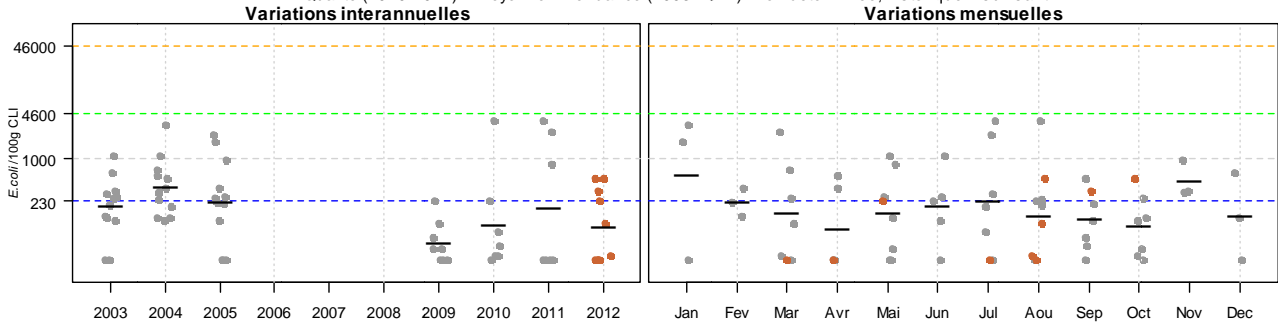 Variations interannuelles
Variations mensuelles
46000
4600
1000
230
E.coli/100g CLI
2003 2004 2005 2006 2007 2008 2009 2010 2011 2012
Jan Fev Mar Avr Mai Jun Jul Aou Sep Oct Nov Dec